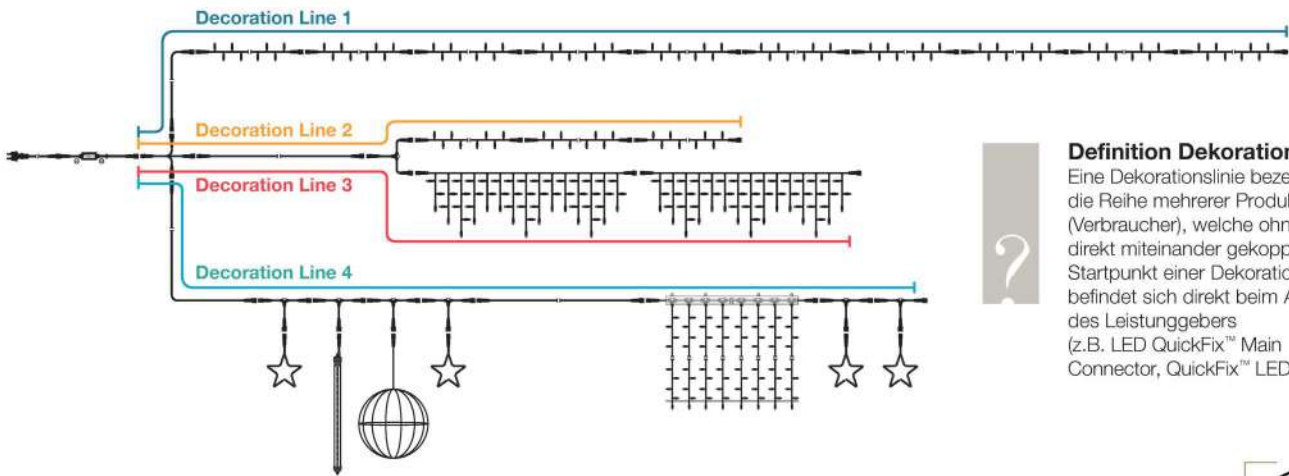 Decoration Line 1
Decoration Line 2
Decoration Line 3
Decoration Line 4
?
Definition Dekoration
Eine Dekorationslinie beze
die Reihe mehrerer Produk
(Verbraucher), welche ohn
direkt miteinander gekopp
Startpunkt einer Dekoratio
befindet sich direkt beim A
des Leistunggebers
(z.B. LED QuickFix™ Main
Connector, QuickFix™ LED